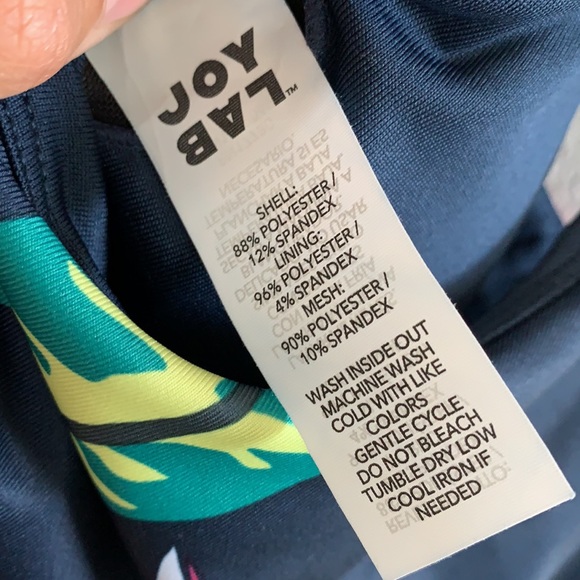 JOY
LAB™
SHELL:
88% POLYESTER /
12% SPANDEX
LINING:
96% POLYESTER /
4% SPANDEX
MESH:
90% POLYESTER /
10% SPANDEX
WASH INSIDE OUT
MACHINE WASH
COLD WITH LIKE
COLORS
GENTLE CYCLE
DO NOT BLEACH
TUMBLE DRY LOW
COOL IRON IF
NEEDED